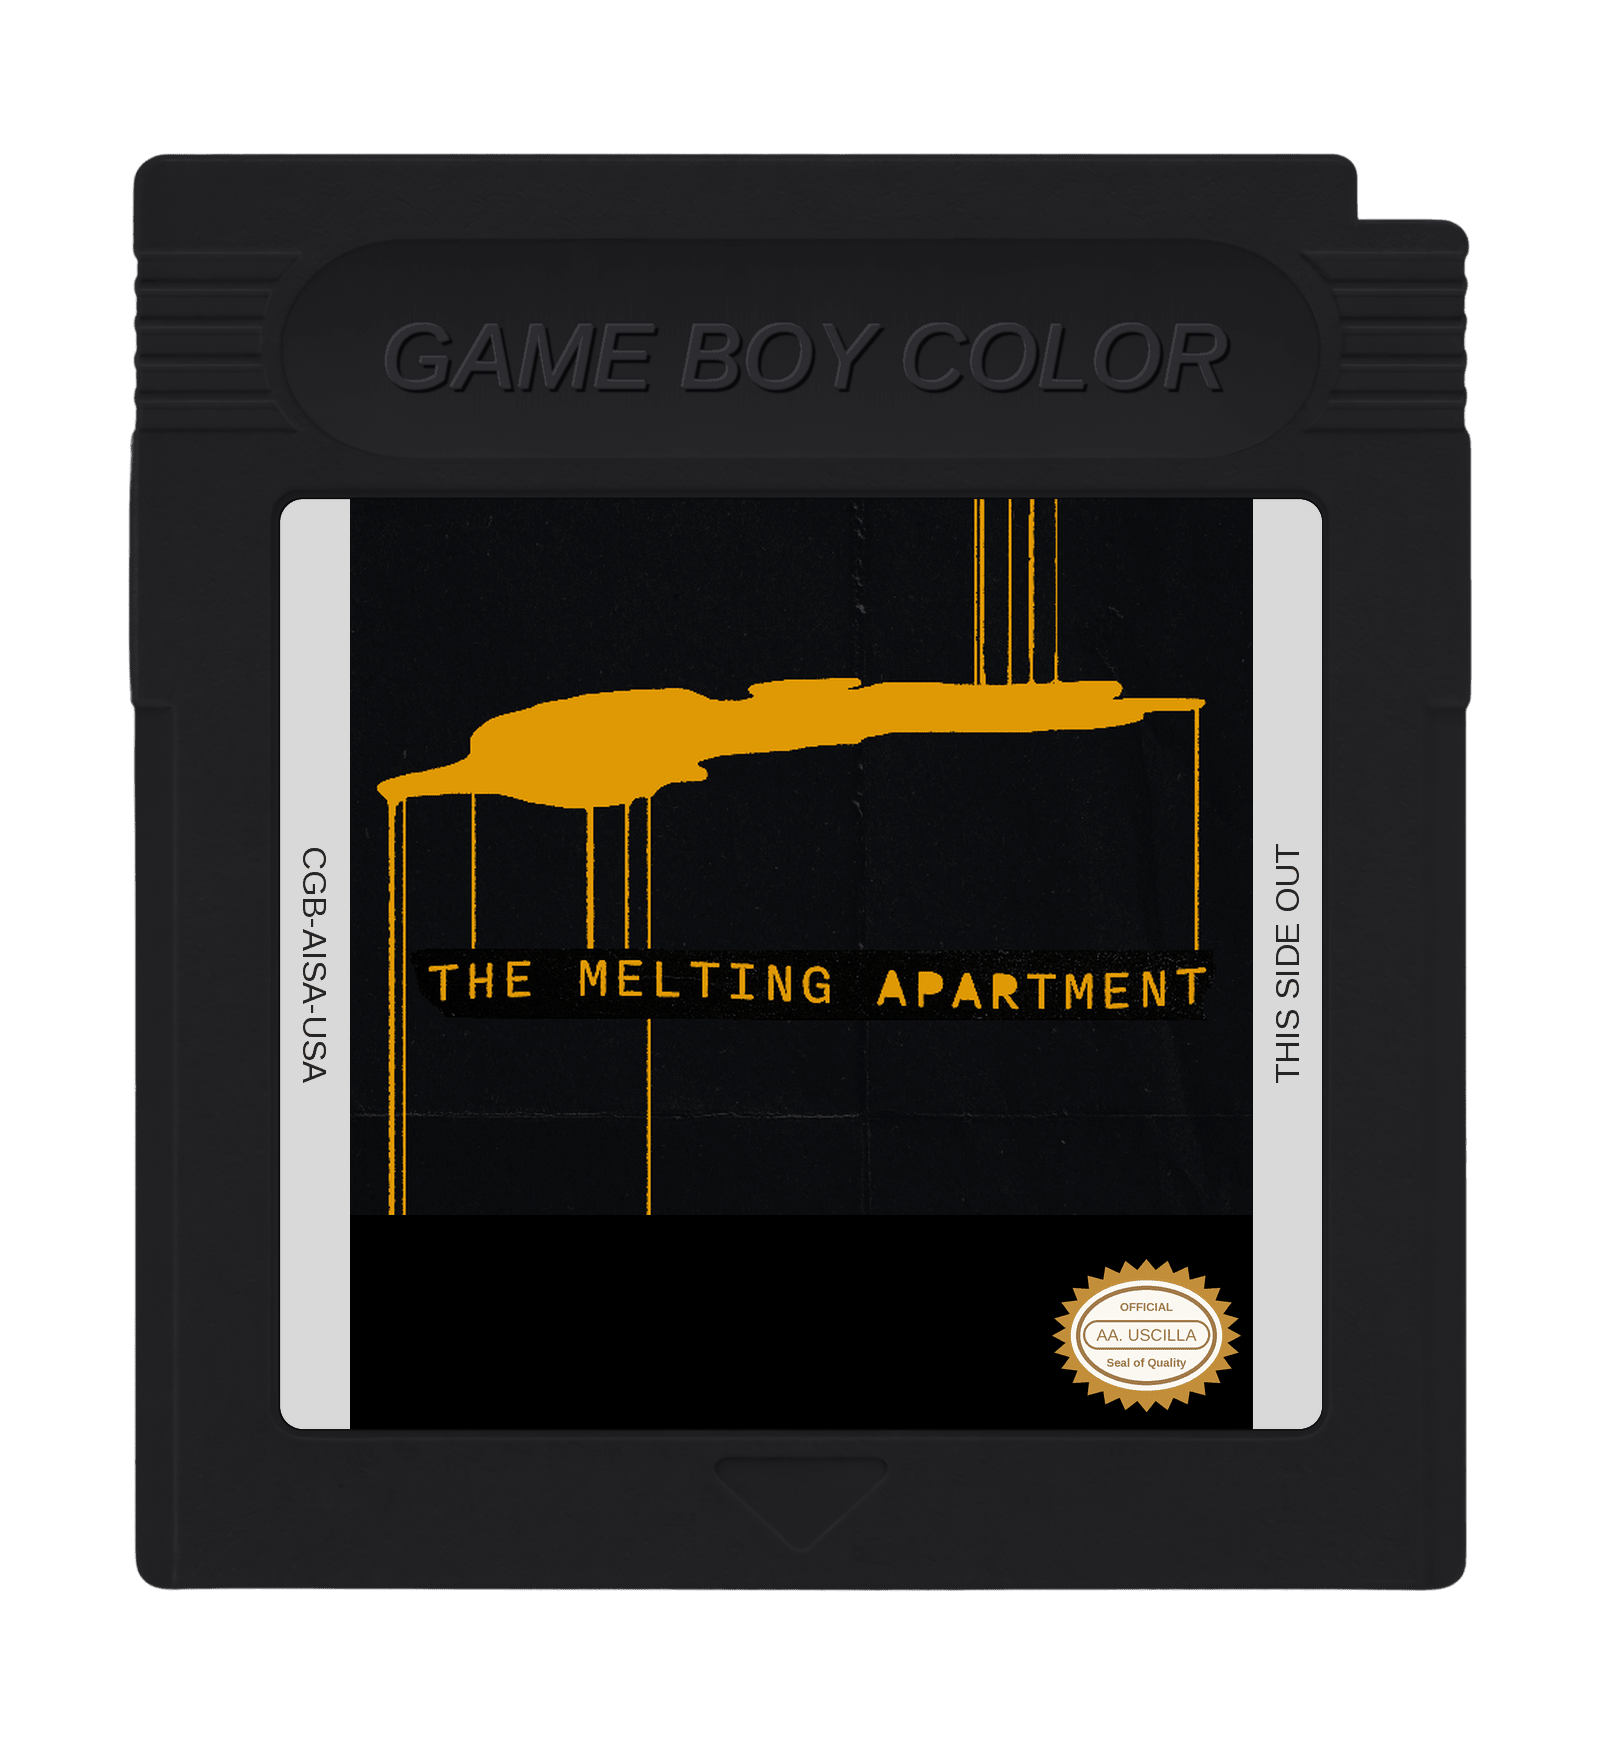 GAME BOY COLOR
CGB-AISA-USA
THIS SIDE OUT
THE MELTING APARTMENT
OFFICIAL
AA. USCILLA
Seal of Quality